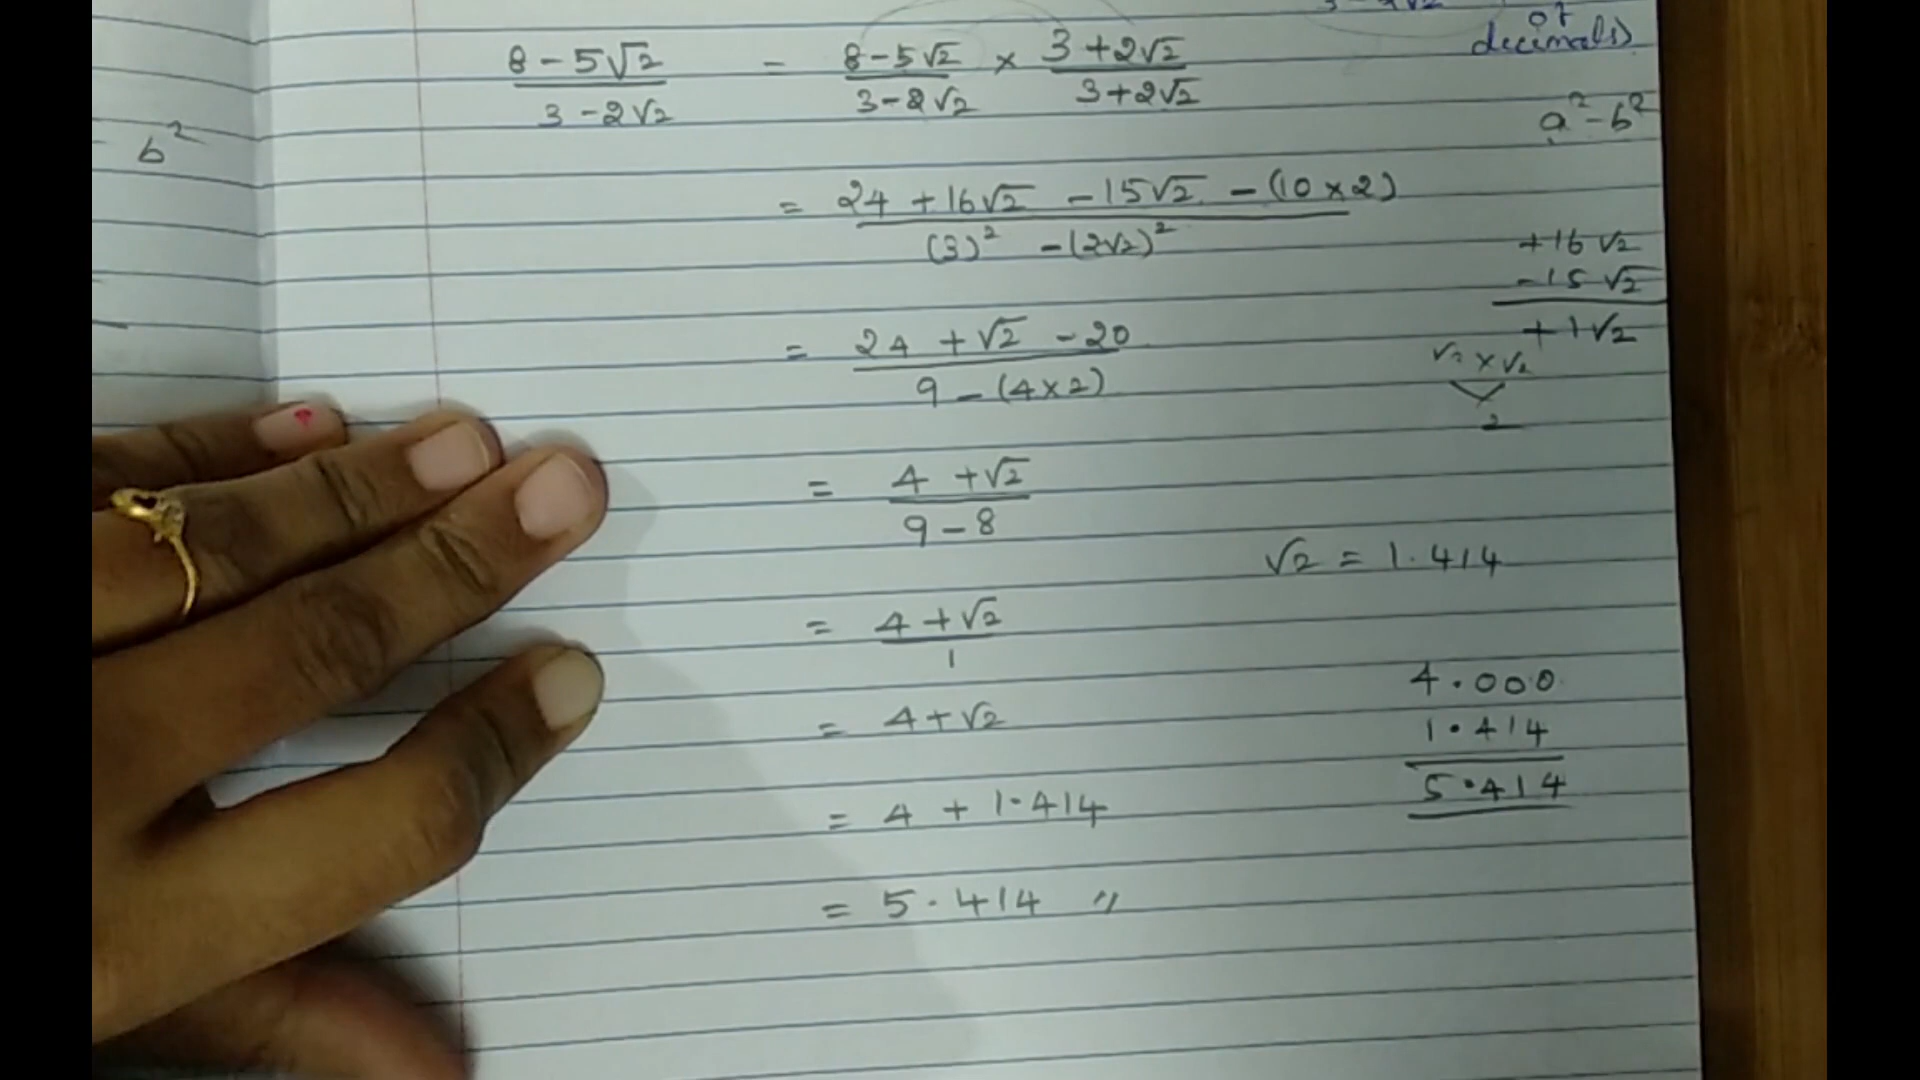 or
decimals)
8 - 5√2 / 3 - 2√2 = 8 - 5√2 / 3 - 2√2 × 3 + 2√2 / 3 + 2√2
a² - b²
b²
= 24 + 16√2 - 15√2 - (10 × 2) / (3)² - (2√2)²
+16√2
-15√2
+1√2
= 24 + √2 - 20 / 9 - (4×2)
√2 × √2
2
= 4 + √2 / 9 - 8
√2 = 1.414
= 4 + √2 / 1
= 4 + √2
4.000
1.414
5.414
= 4 + 1.414
= 5.414 〃